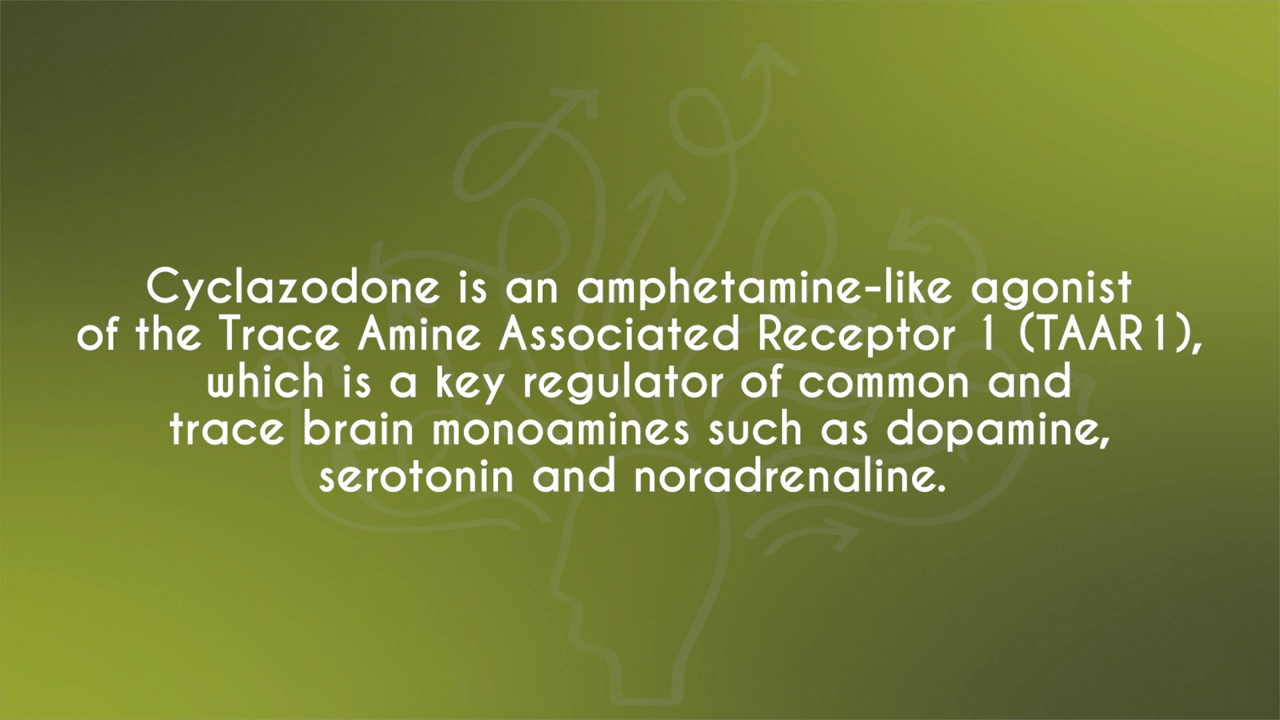 Cyclazodone is an amphetamine-like agonist
of the Trace Amine Associated Receptor 1 (TAAR1),
which is a key regulator of common and
trace brain monoamines such as dopamine,
serotonin and noradrenaline.